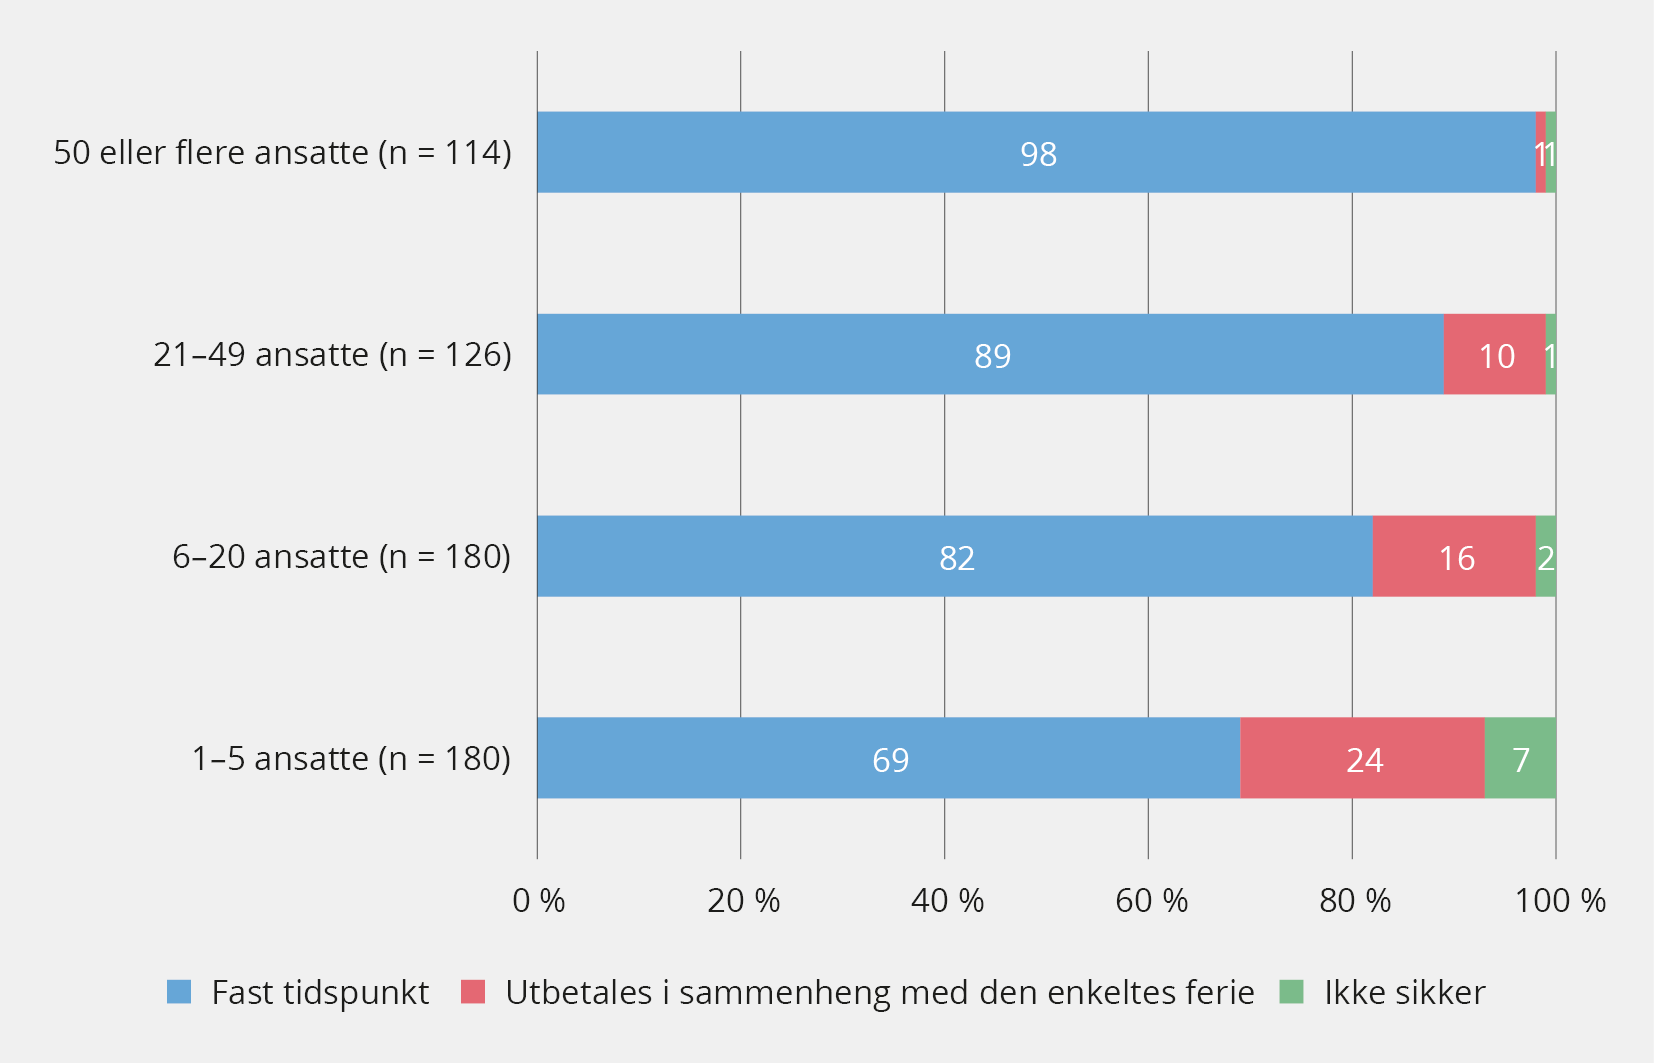 50 eller flere ansatte (n = 114) 98 1 1
21–49 ansatte (n = 126) 89 10 1
6–20 ansatte (n = 180) 82 16 2
1–5 ansatte (n = 180) 69 24 7
0 % 20 % 40 % 60 % 80 % 100 %
Fast tidspunkt Utbetales i sammenheng med den enkeltes ferie Ikke sikker